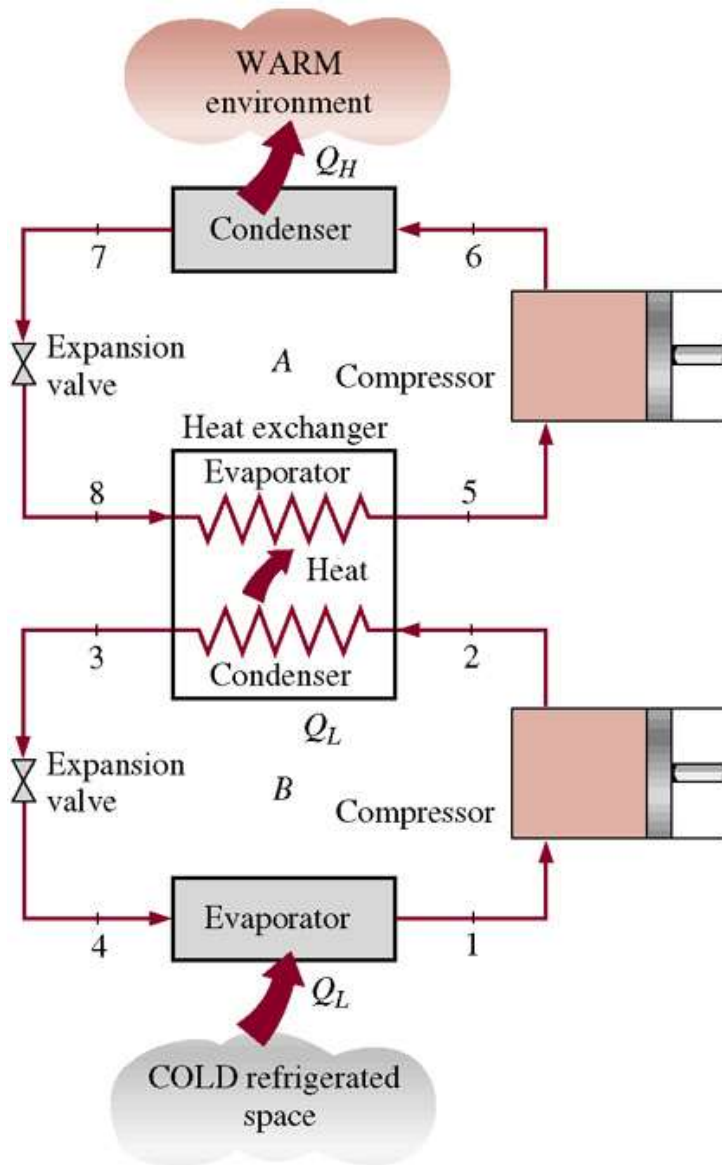 WARM
environment
Q_H
Condenser
7
6
Expansion
valve
A
Compressor
Heat exchanger
Evaporator
8
5
Heat
3
2
Condenser
Q_L
Expansion
valve
B
Compressor
Evaporator
4
1
Q_L
COLD refrigerated
space